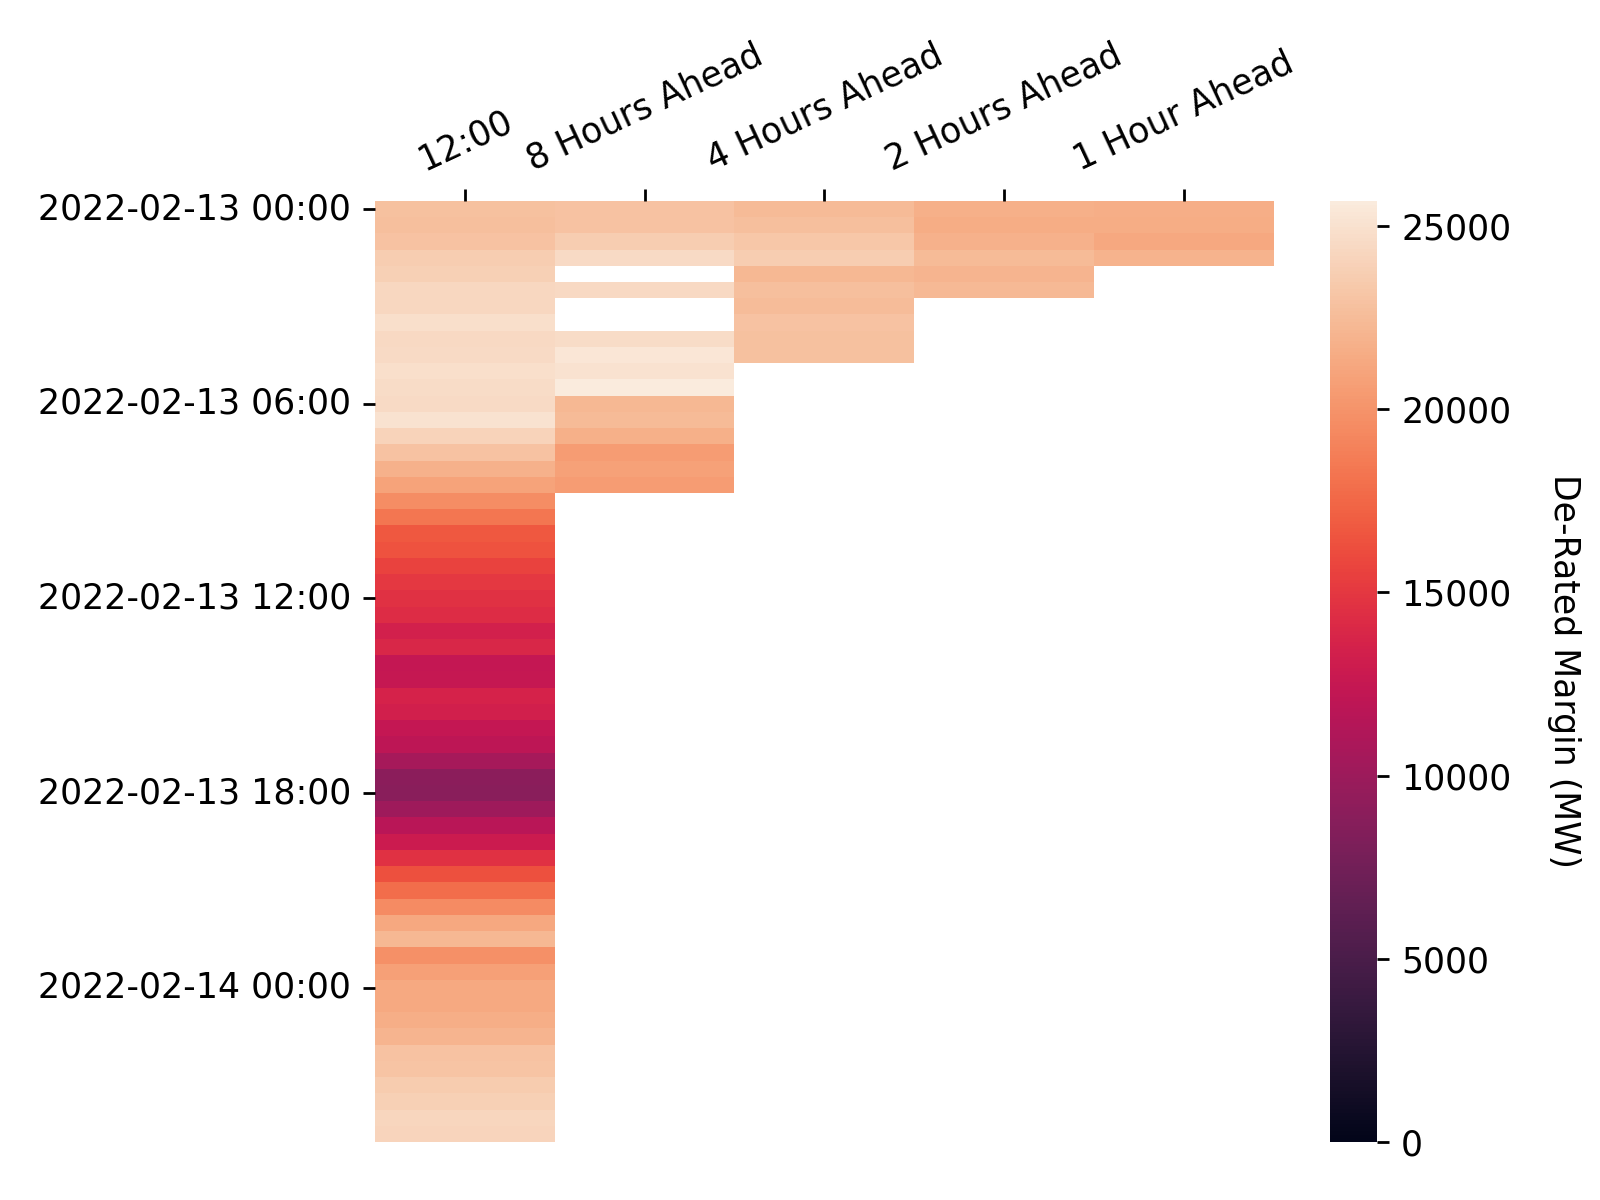 12:00
8 Hours Ahead
4 Hours Ahead
2 Hours Ahead
1 Hour Ahead
2022-02-13 00:00
2022-02-13 06:00
2022-02-13 12:00
2022-02-13 18:00
2022-02-14 00:00
25000
20000
15000
10000
5000
0
De-Rated Margin (MW)